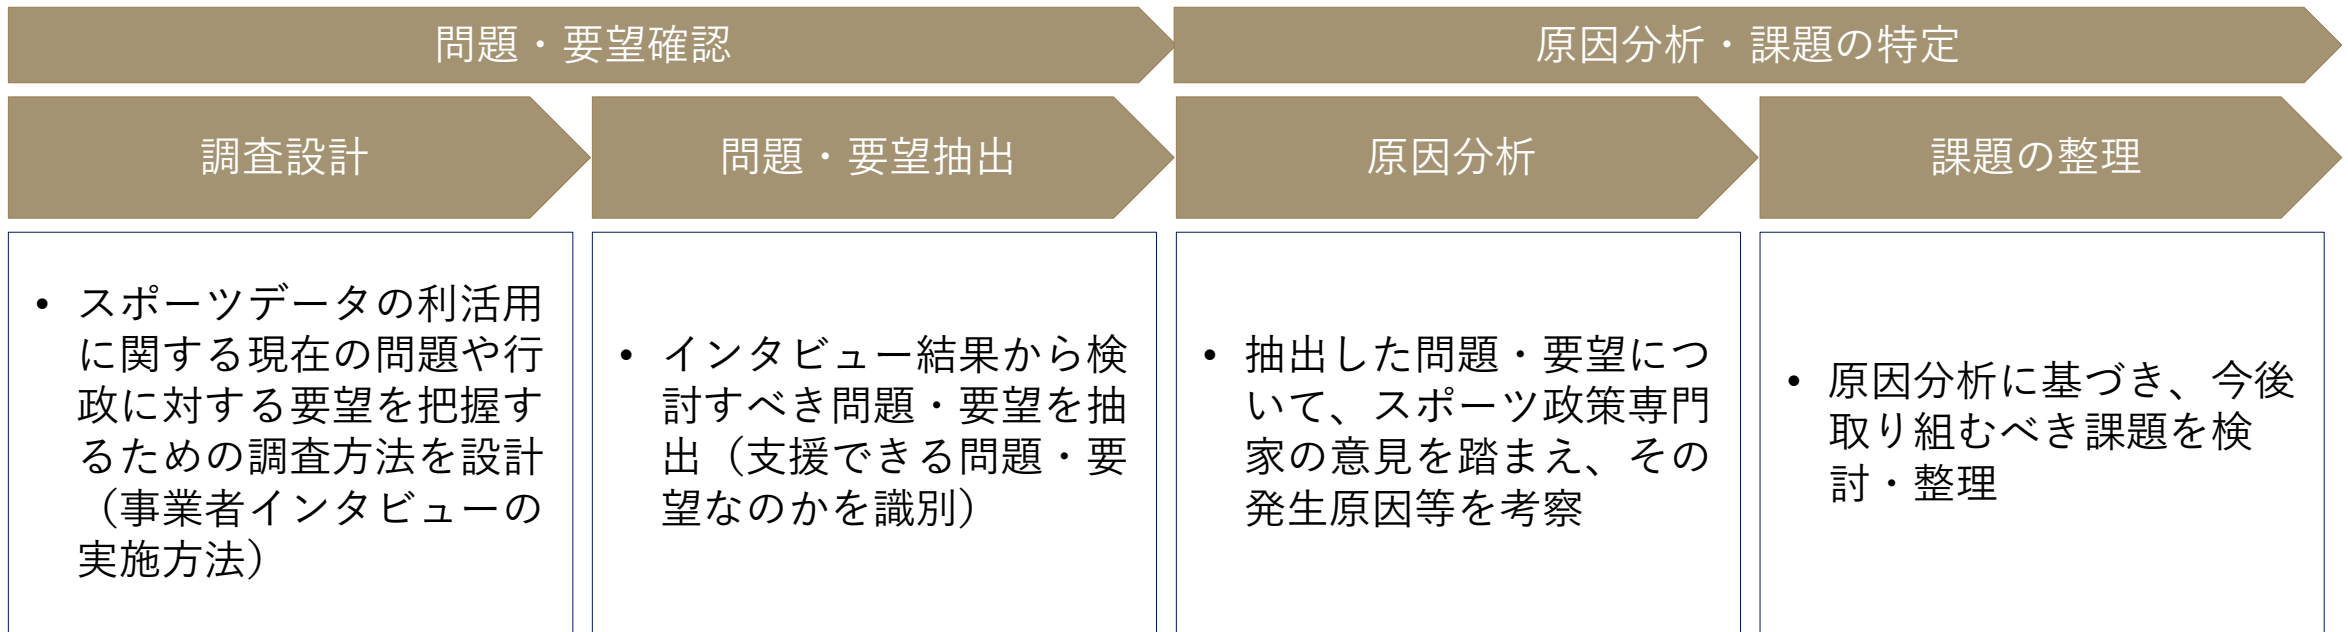 問題・要望確認
原因分析・課題の特定
調査設計
問題・要望抽出
原因分析
課題の整理
• スポーツデータの利活用
に関する現在の問題や行
政に対する要望を把握す
るための調査方法を設計
（事業者インタビューの
実施方法）
• インタビュー結果から検
討すべき問題・要望を抽
出（支援できる問題・要
望なのかを識別）
• 抽出した問題・要望につ
いて、スポーツ政策専門
家の意見を踏まえ、その
発生原因等を考察
• 原因分析に基づき、今後
取り組むべき課題を検
討・整理